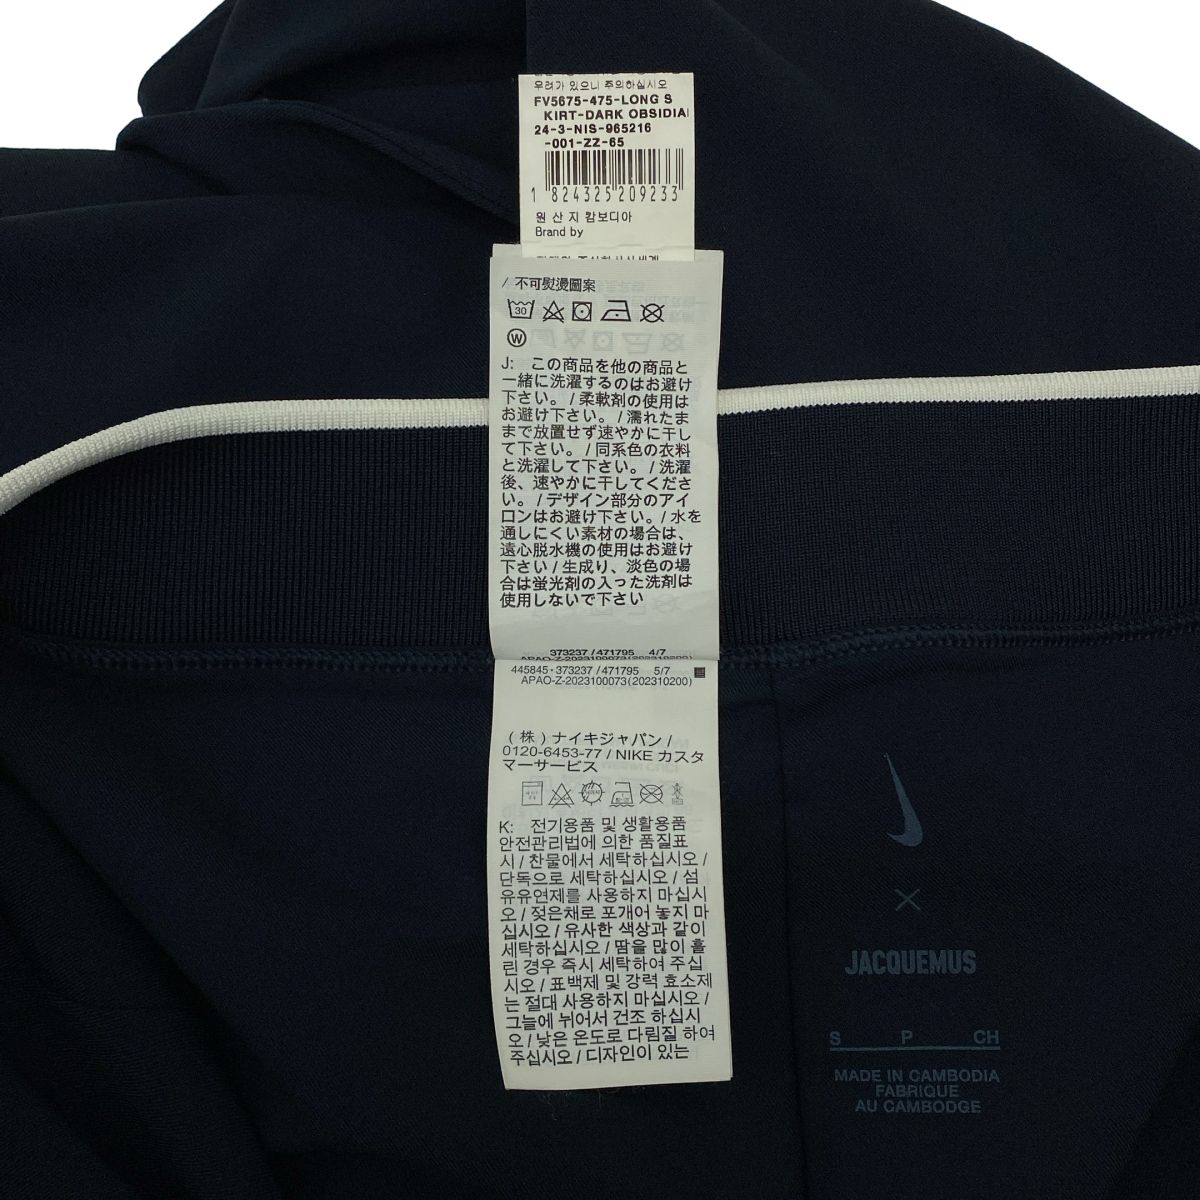 우려가 있으니 주의하십시오
FV5675-475-LONG S
KIRT-DARK OBSIDIA
24-3-NIS-965216
-001-ZZ-65
1 824325 209233
원 산 지 캄보디아
Brand by
/ 不可熨燙圖案
30
W
J: この商品を他の商品と
一緒に洗濯するのはお避け
下さい。/ 柔軟剤の使用は
お避け下さい。/ 濡れたま
まで放置せず速やかに干し
て下さい。/ 同系色の衣料
と洗濯して下さい。/ 洗濯
後、速やかに干してくださ
い。/ デザイン部分のアイ
ロンはお避け下さい。/ 水を
通しにくい素材の場合は、
遠心脱水機の使用はお避け
下さい / 生成り、淡色の場
合は蛍光剤の入った洗剤は
使用しないで下さい
373237 / 471795 4/7
APAO-Z-2023100073(202310200)
445845 - 373237 / 471795 5/7
APAO-Z-2023100073(202310200)
(株) ナイキジャパン /
0120-6453-77 / NIKE カスタ
マーサービス
K: 전기용품 및 생활용품
안전관리법에 의한 품질표
시 / 찬물에서 세탁하십시오 /
단독으로 세탁하십시오 / 섬
유유연제를 사용하지 마십시
오 / 젖은채로 포개어 놓지 마
십시오 / 유사한 색상과 같이
세탁하십시오 / 땀을 많이 흘
린 경우 즉시 세탁하여 주십
시오 / 표백제 및 강력 효소제
는 절대 사용하지 마십시오 /
그늘에 뉘어서 건조 하십시
오 / 낮은 온도로 다림질 하여
주십시오 / 디자인이 있는
X
JACQUEMUS
S P CH
MADE IN CAMBODIA
FABRIQUE
AU CAMBODGE